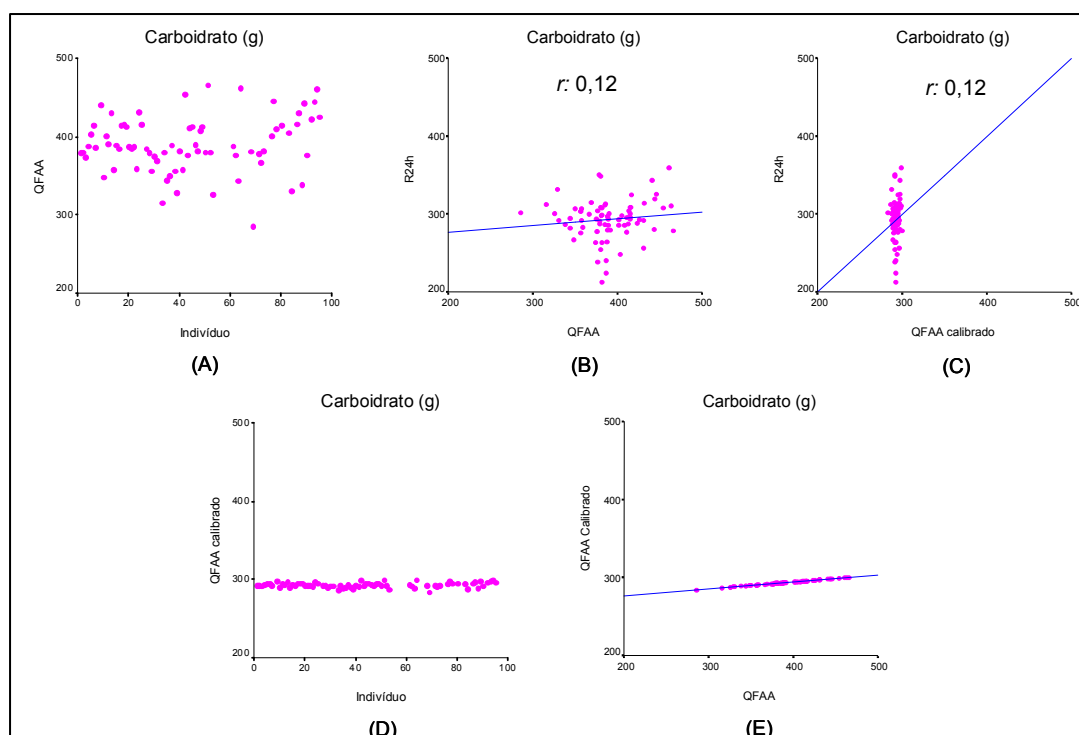 Carboidrato (g)
500
400
300
200
QFAA
0
20
40
60
80
100
Indivíduo
(A)
Carboidrato (g)
r: 0,12
500
400
300
200
R24h
200
300
400
500
QFAA
(B)
Carboidrato (g)
r: 0,12
500
400
300
200
R24h
200
300
400
500
QFAA calibrado
(C)
Carboidrato (g)
500
400
300
200
QFAA calibrado
0
20
40
60
80
100
Indivíduo
(D)
Carboidrato (g)
500
400
300
200
QFAA Calibrado
200
300
400
500
QFAA
(E)